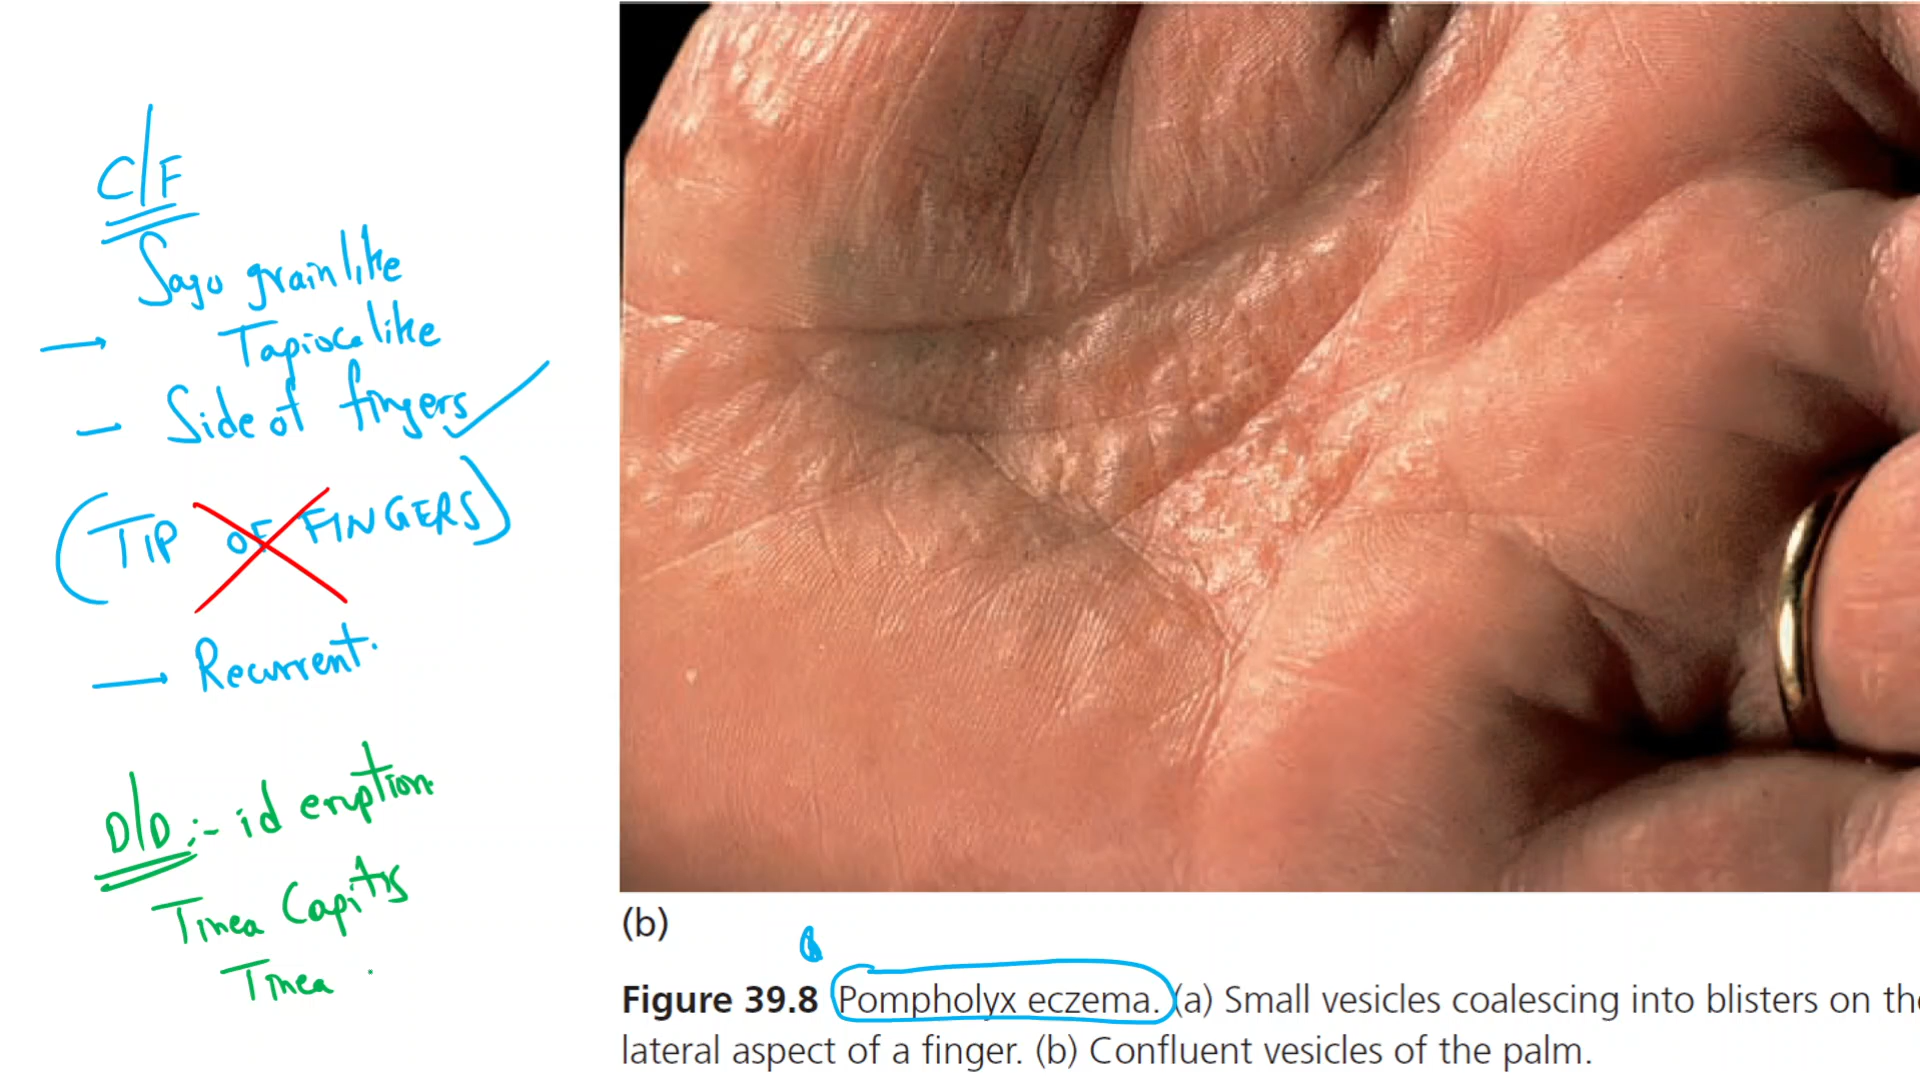 C/F
Sago grain like
→ Tapioca like
- Side of fingers ✓
(TIP OF FINGERS)
→ Recurrent.
D/D :- id eruption
Tinea Capitis
Tinea
(b)
Figure 39.8 Pompholyx eczema. (a) Small vesicles coalescing into blisters on the
lateral aspect of a finger. (b) Confluent vesicles of the palm.